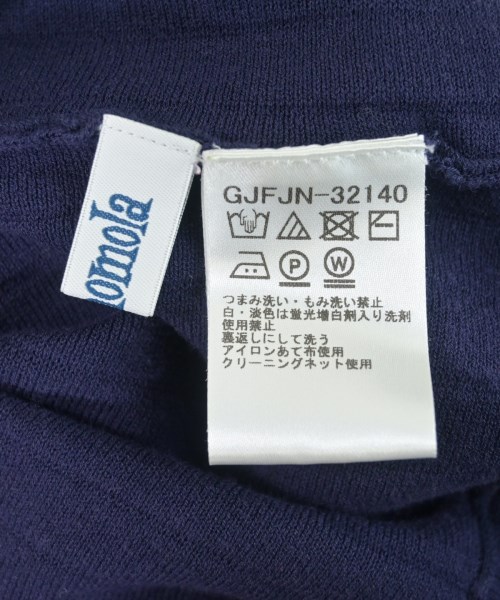 nomola
GJFJN-32140
P
W
つまみ洗い・もみ洗い禁止
白・淡色は蛍光増白剤入り洗剤
使用禁止
裏返しにして洗う
アイロンあて布使用
クリーニングネット使用